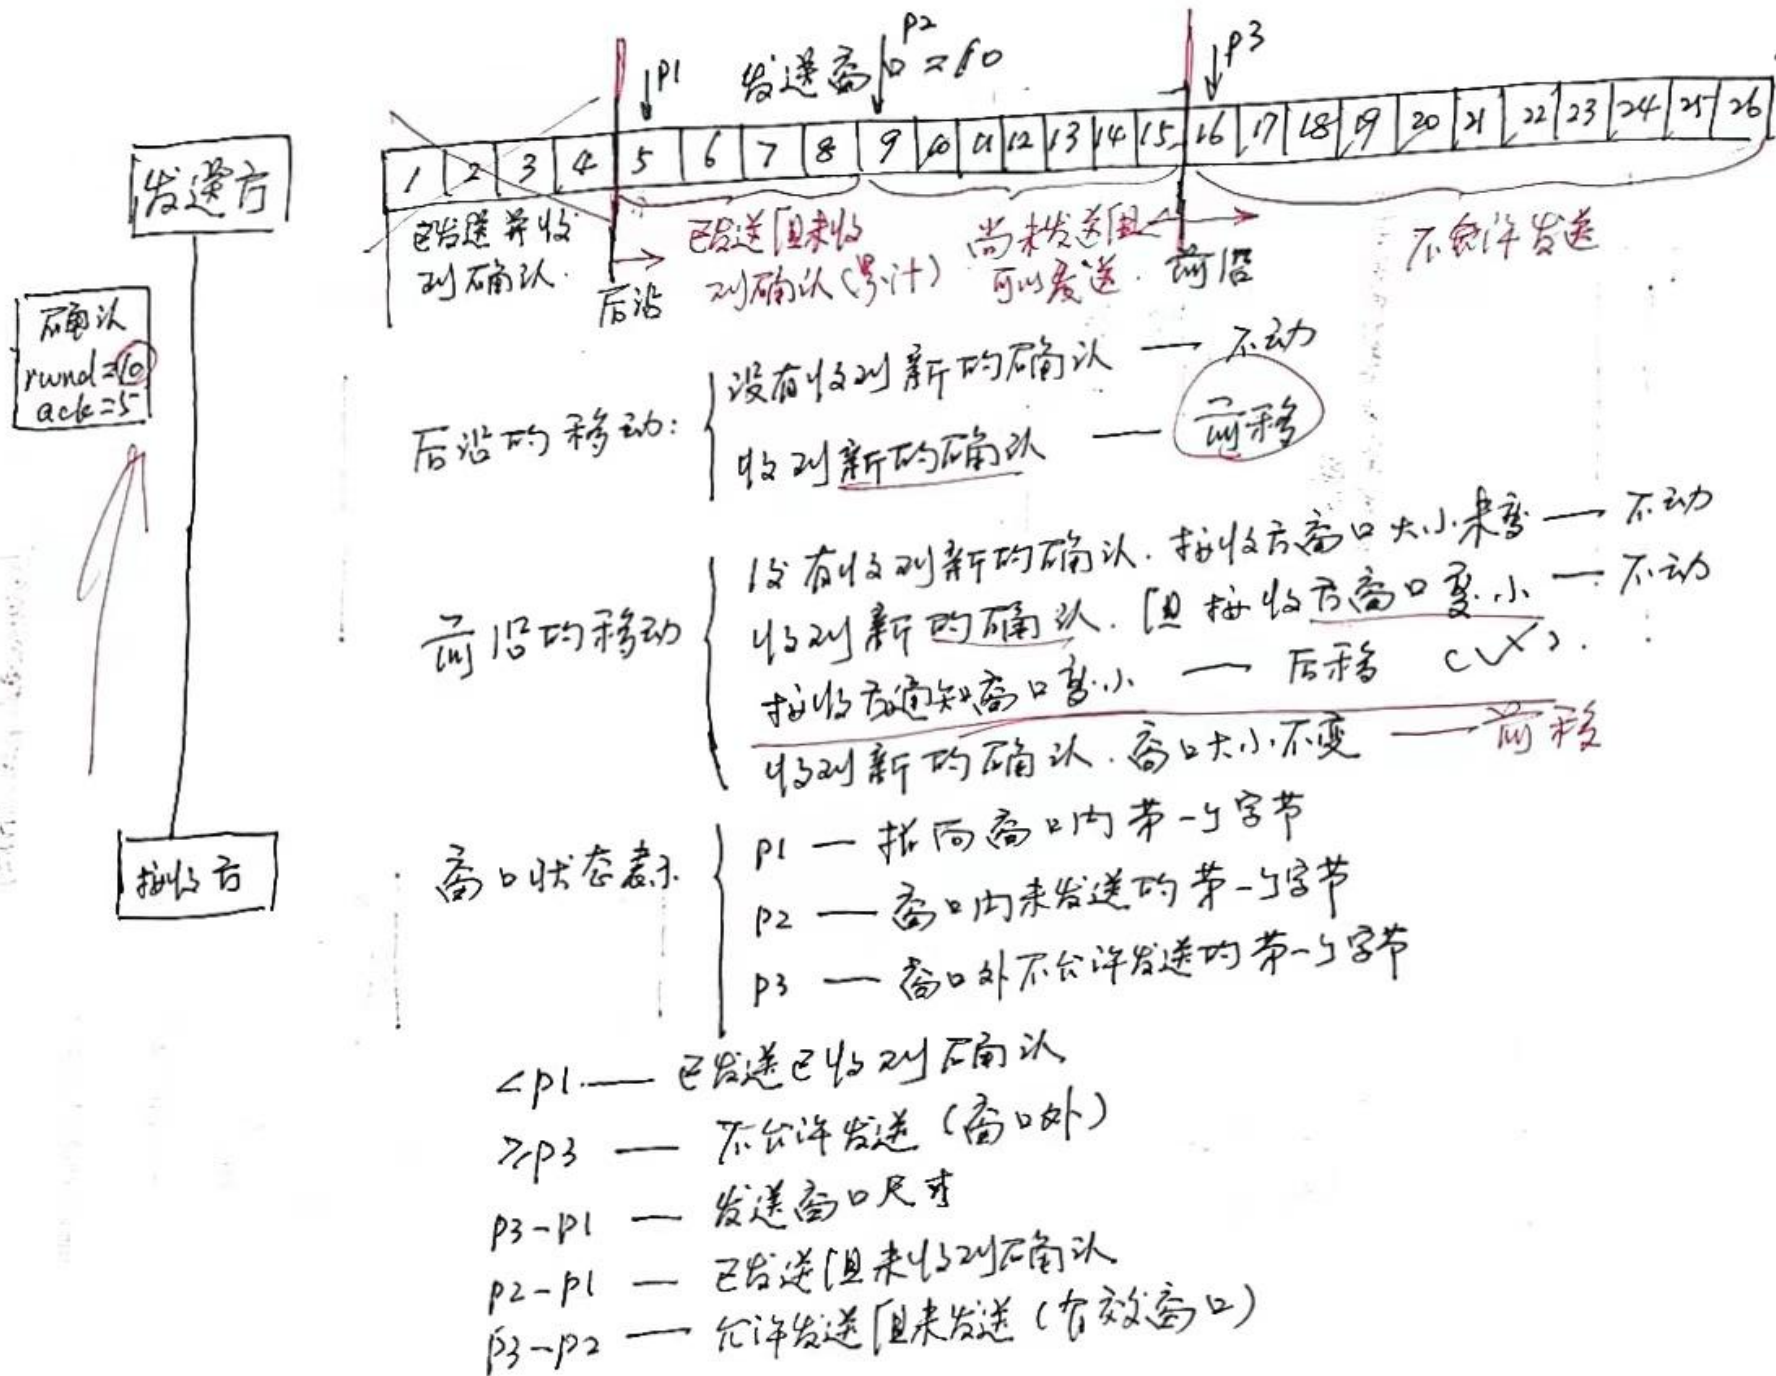 p1
p2
发送窗口=10
p3
发送方
1 2 3 4 5 6 7 8 9 10 11 12 13 14 15 16 17 18 19 20 21 22 23 24 25 26
已发送并收到确认.
后沿
已发送但未收到确认(累计)
尚未发送但可以发送.
前沿
不允许发送
确认
rwnd=10
ack=5
后沿的移动:
没有收到新的确认 — 不动
收到新的确认 — 前移
前沿的移动
没有收到新的确认.接收方窗口大小未变 — 不动
收到新的确认.但接收方窗口变小 — 不动
接收方通知窗口变小 — 后移
收到新的确认.窗口大小不变 — 前移
接收方
窗口状态表示
p1 — 指向窗口内第一个字节
p2 — 窗口内未发送的第一个字节
p3 — 窗口外不允许发送的第一个字节
<p1 — 已发送已收到确认
≥p3 — 不允许发送(窗口外)
p3-p1 — 发送窗口尺寸
p2-p1 — 已发送但未收到确认
p3-p2 — 允许发送但未发送(有效窗口)